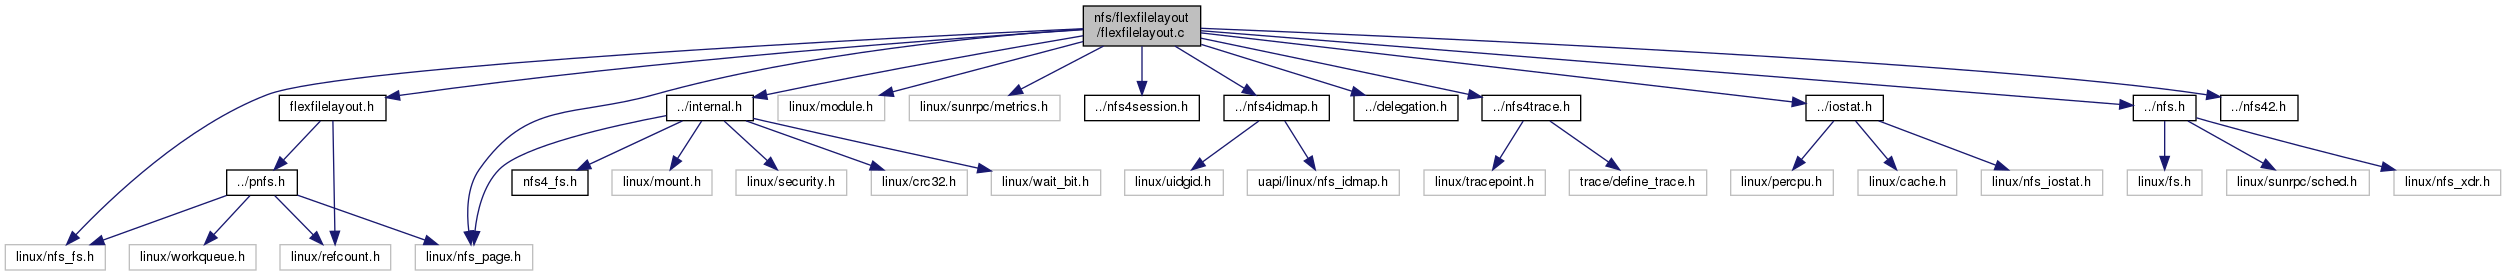 nfs/flexfilelayout
/flexfilelayout.c
flexfilelayout.h
../internal.h
linux/module.h
linux/sunrpc/metrics.h
../nfs4session.h
../nfs4idmap.h
../delegation.h
../nfs4trace.h
../iostat.h
../nfs.h
../nfs42.h
../pnfs.h
nfs4_fs.h
linux/mount.h
linux/security.h
linux/crc32.h
linux/wait_bit.h
linux/uidgid.h
uapi/linux/nfs_idmap.h
linux/tracepoint.h
trace/define_trace.h
linux/percpu.h
linux/cache.h
linux/nfs_iostat.h
linux/fs.h
linux/sunrpc/sched.h
linux/nfs_xdr.h
linux/nfs_fs.h
linux/workqueue.h
linux/refcount.h
linux/nfs_page.h